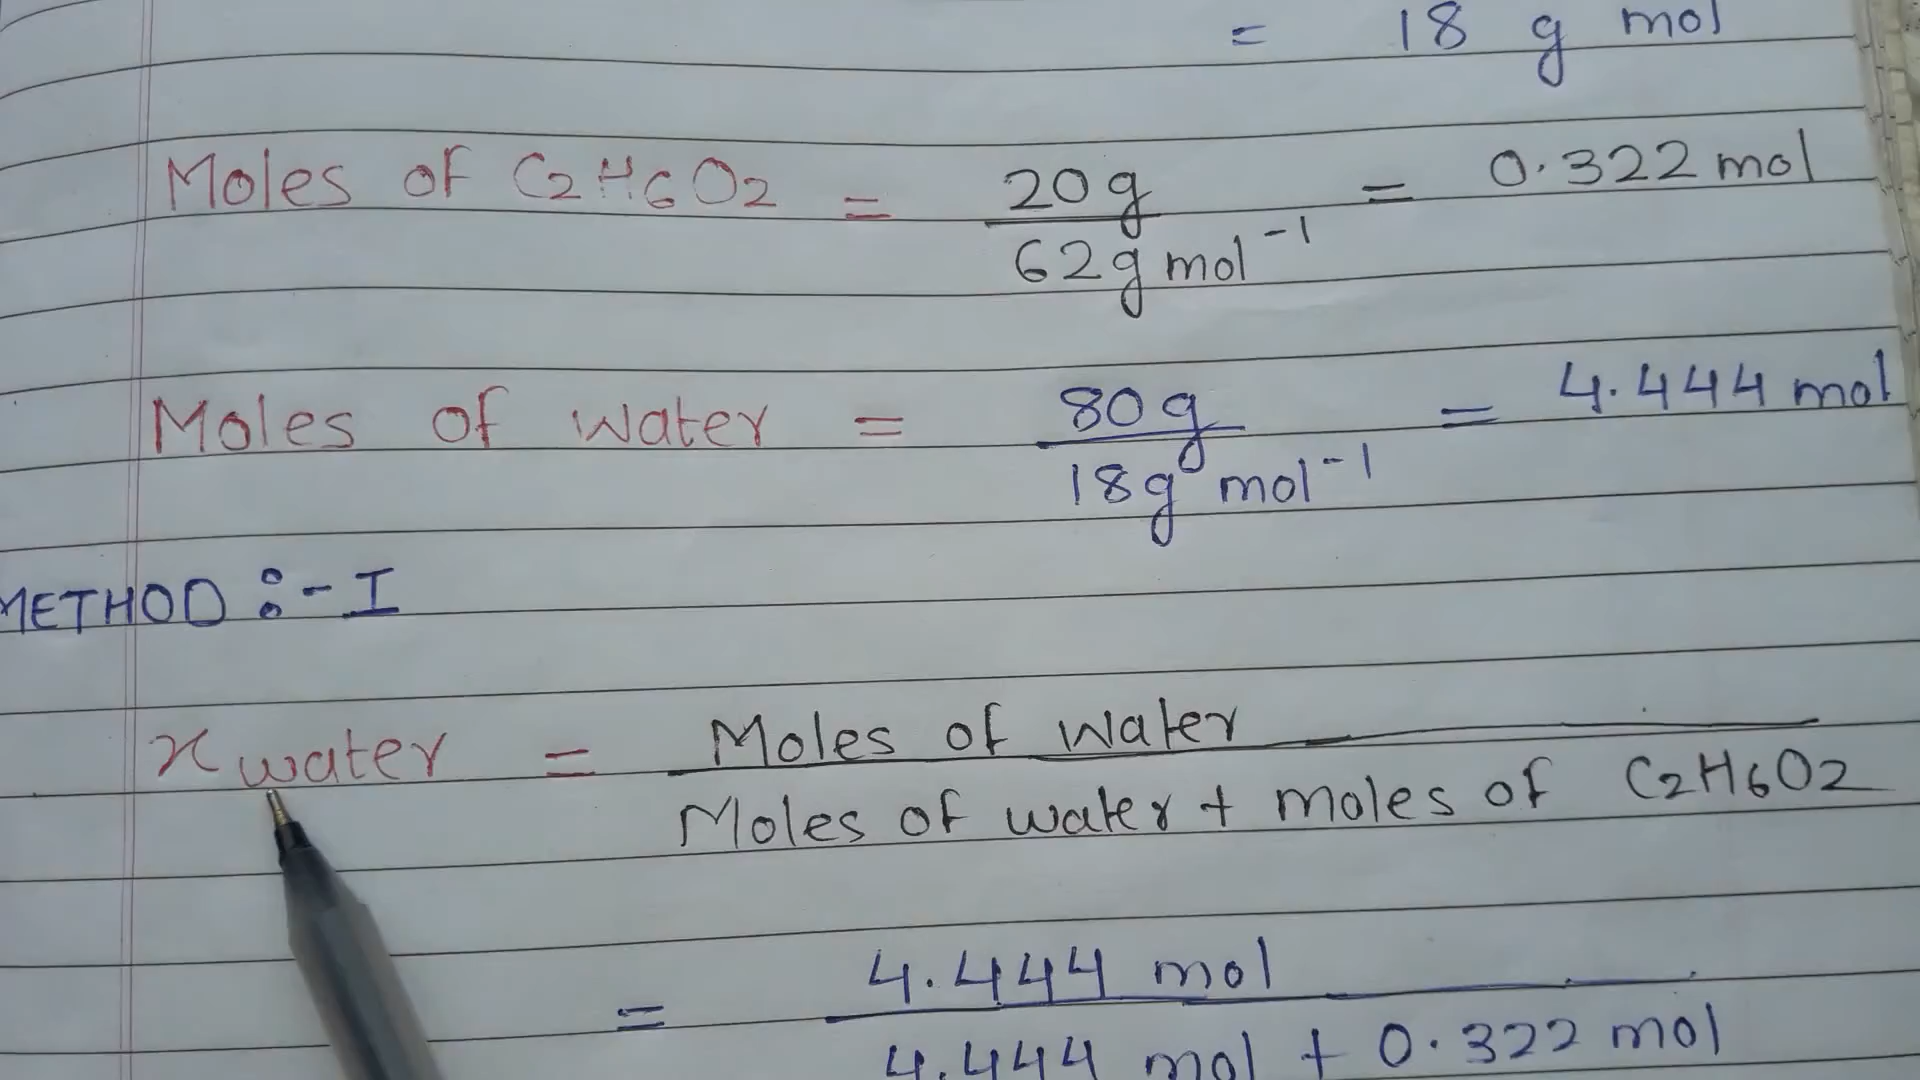 = 18 g mol
Moles of C2H6O2 = 20g / 62g mol⁻¹ = 0.322 mol
Moles of water = 80g / 18g mol⁻¹ = 4.444 mol
METHOD :- I
x water = Moles of water / Moles of water + moles of C2H6O2
= 4.444 mol / 4.444 mol + 0.322 mol